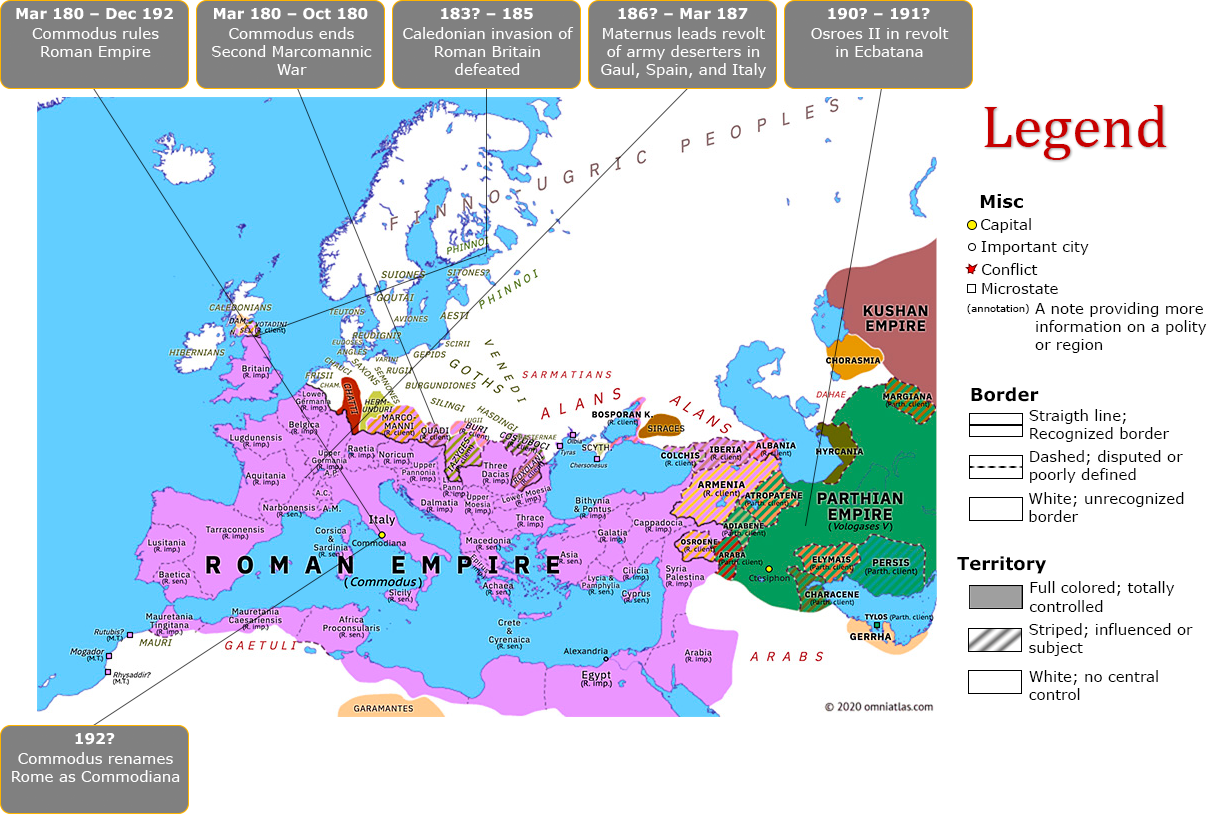 Mar 180 – Dec 192
Commodus rules
Roman Empire
Mar 180 – Oct 180
Commodus ends
Second Marcomannic
War
183? – 185
Caledonian invasion of
Roman Britain
defeated
186? – Mar 187
Maternus leads revolt
of army deserters in
Gaul, Spain, and Italy
190? – 191?
Osroes II in revolt
in Ecbatana
Legend
Misc
Capital
Important city
Conflict
Microstate
(annotation) A note providing more
information on a polity
or region
Border
Straigth line;
Recognized border
Dashed; disputed or
poorly defined
White; unrecognized
border
Territory
Full colored; totally
controlled
Striped; influenced or
subject
White; no central
control
FINNO-UGRIC PEOPLES
PHINNOI
SUIONES
SITONES?
PHINNOI
GOUTAI
TEUTONS
AVIONES
AESTI
CALEDONIANS
VOTADINI
(R. client)
HIBERNIANS
REUDIGNI?
EUDOSES
ANGLES
VARINI
SCIRII
GEPIDS
VENEDI
CHAUCI
SAXONS
SEMNONES
RUGII
GOTHS
FRISII
CHAM.
BURGUNDIONES
SARMATIANS
CHATTI
HERM-
UNDURI
SILINGI
HASDINGI
ALANS
ALANS
KUSHAN
EMPIRE
CHORASMIA
DAHAE
MARGIANA
(Parth. client)
Britain
(R. imp.)
Lower
Germania
(R. imp.)
Belgica
(R. imp.)
MARCO-
MANNI
(R. client)
QUADI
(R. client)
LUGII
BURI
(R. client)
COSTOBOCI
BASTERNAE
IAZYGES
ROXOLANI
BOSPORAN K.
(R. client)
SIRACES
Olbia
Tyras
SCYTH.
Chersonesus
Lugdunensis
(R. imp.)
Upper
Germania
(R. imp.)
Raetia
(R. imp.)
Noricum
(R. imp.)
Upper
Pannonia
(R. imp.)
Three
Dacias
(R. imp.)
COLCHIS
(R. client)
IBERIA
(R. client)
ALBANIA
(R. client)
HYRCANIA
Aquitania
(R. imp.)
A.P.
A.C.
A.M.
Narbonensis
(R. sen.)
Dalmatia
(R. imp.)
Upper
Moesia
(R. imp.)
Lower Moesia
(R. imp.)
ARMENIA
(R. client)
ATROPATENE
(Parth. client)
PARTHIAN
EMPIRE
(Vologases V)
Tarraconensis
(R. imp.)
Corsica
&
Sardinia
(R. sen.)
Italy
Commodiana
Thrace
(R. imp.)
Bithynia
& Pontus
(R. imp.)
Cappadocia
(R. imp.)
Galatia
(R. imp.)
ADIABENE
(Parth. client)
Lusitania
(R. imp.)
Macedonia
(R. sen.)
Asia
(R. sen.)
OSROENE
(R. client)
ARABA
(Parth. client)
ELYMAIS
(Parth. client)
PERSIS
(Parth. client)
ROMAN EMPIRE
(Commodus)
Baetica
(R. sen.)
Sicily
(R. sen.)
Achaea
(R. sen.)
Lycia &
Pamphylia
(R. sen.)
Cilicia
(R. imp.)
Cyprus
(R. sen.)
Syria
Palestina
(R. imp.)
Ctesiphon
CHARACENE
(Parth. client)
Mauretania
Tingitana
(R. imp.)
Mauretania
Caesariensis
(R. imp.)
Africa
Proconsularis
(R. sen.)
Crete
&
Cyrenaica
(R. sen.)
TYLOS (Parth. client)
GERRHA
Rutubis?
(M.T.)
MAURI
GAETULI
Mogador
(M.T.)
Rhysaddir?
(M.T.)
Alexandria
Egypt
(R. imp.)
Arabia
(R. imp.)
ARABS
GARAMANTES
© 2020 omniatlas.com
192?
Commodus renames
Rome as Commodiana